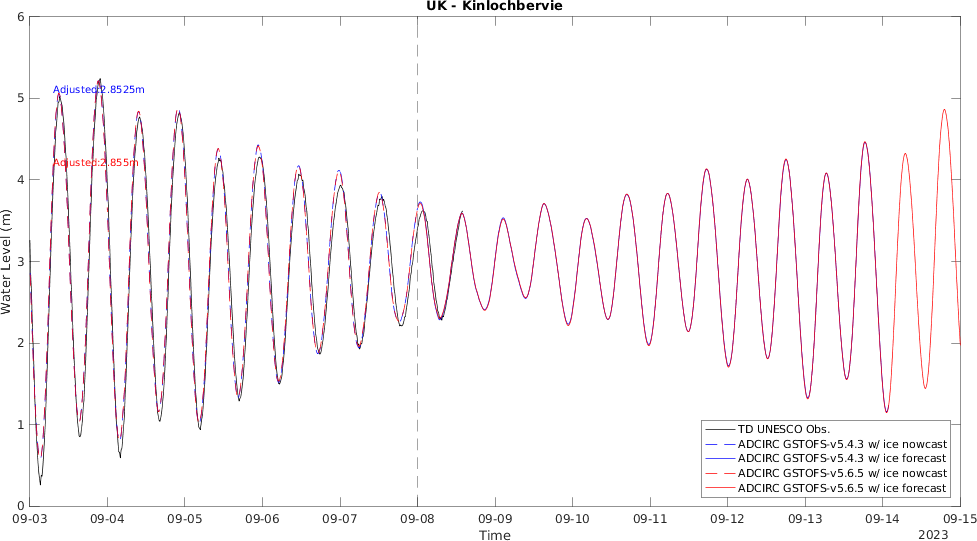 UK - Kinlochbervie
6
5
4
3
2
1
0
Water Level (m)
Adjusted:2.8525m
Adjusted:2.855m
TD UNESCO Obs.
ADCIRC GSTOFS-v5.4.3 w/ ice nowcast
ADCIRC GSTOFS-v5.4.3 w/ ice forecast
ADCIRC GSTOFS-v5.6.5 w/ ice nowcast
ADCIRC GSTOFS-v5.6.5 w/ ice forecast
09-03 09-04 09-05 09-06 09-07 09-08 09-09 09-10 09-11 09-12 09-13 09-14 09-15
Time
2023